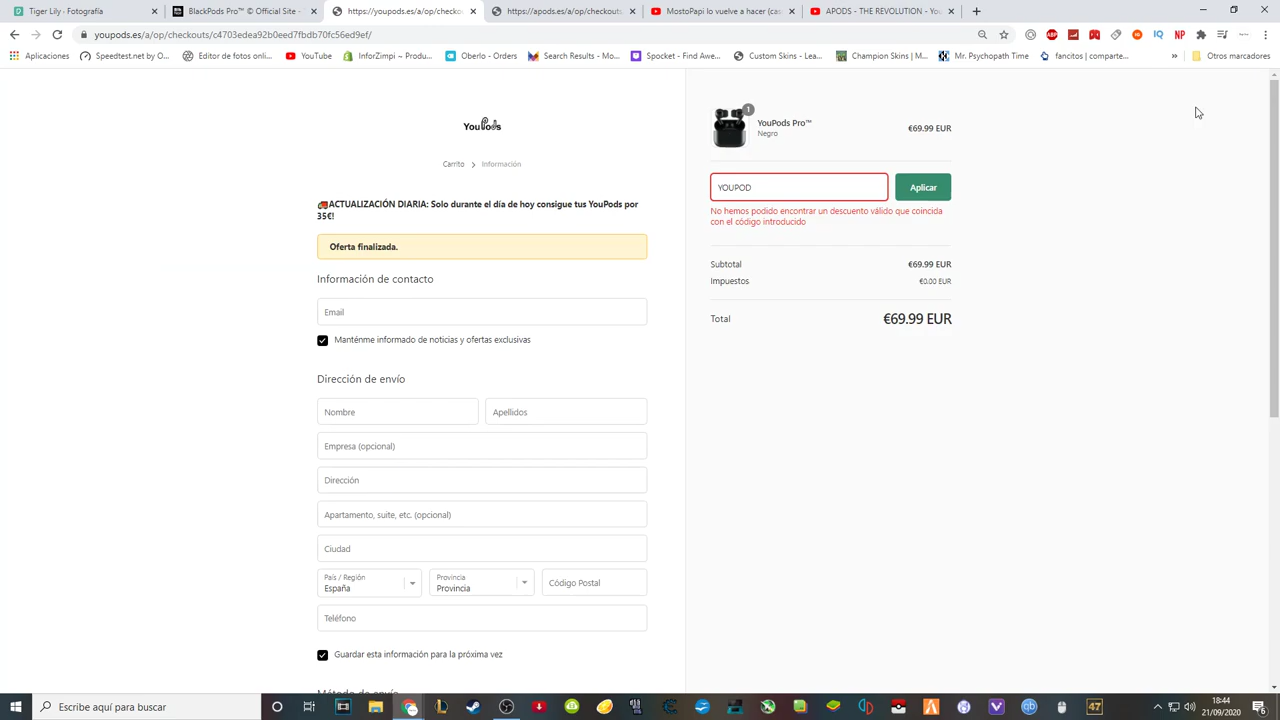 Tiger Lily - Fotografía
BlackPods Pro™ © Official Site -
https://youpods.es/a/op/checko
https://apods.es/a/op/checkouts/
MostoPapi lo vuelve a hacer (cas
APODS - THE REVOLUTION - You
youpods.es/a/op/checkouts/c4703edea92b0eed7fbdb70fc56ed9ef/
Aplicaciones
Speedtest.net by O...
Editor de fotos onli...
YouTube
InforZimpi ~ Produ...
Oberlo - Orders
Search Results - Mo...
Spocket - Find Awe...
Custom Skins - Lea...
Champion Skins | M...
Mr. Psychopath Time
fancitos | comparte...
Otros marcadores
YouPods
Carrito > Información
ACTUALIZACIÓN DIARIA: Solo durante el día de hoy consigue tus YouPods por
35€!
Oferta finalizada.
Información de contacto
Email
Manténme informado de noticias y ofertas exclusivas
Dirección de envío
Nombre
Apellidos
Empresa (opcional)
Dirección
Apartamento, suite, etc. (opcional)
Ciudad
País / Región
España
Provincia
Provincia
Código Postal
Teléfono
Guardar esta información para la próxima vez
Método de envío
1
YouPods Pro™
Negro
€69.99 EUR
YOUPOD
Aplicar
No hemos podido encontrar un descuento válido que coincida
con el código introducido
Subtotal
€69.99 EUR
Impuestos
€0.00 EUR
Total
€69.99 EUR
Escribe aquí para buscar
47
18:44
21/09/2020